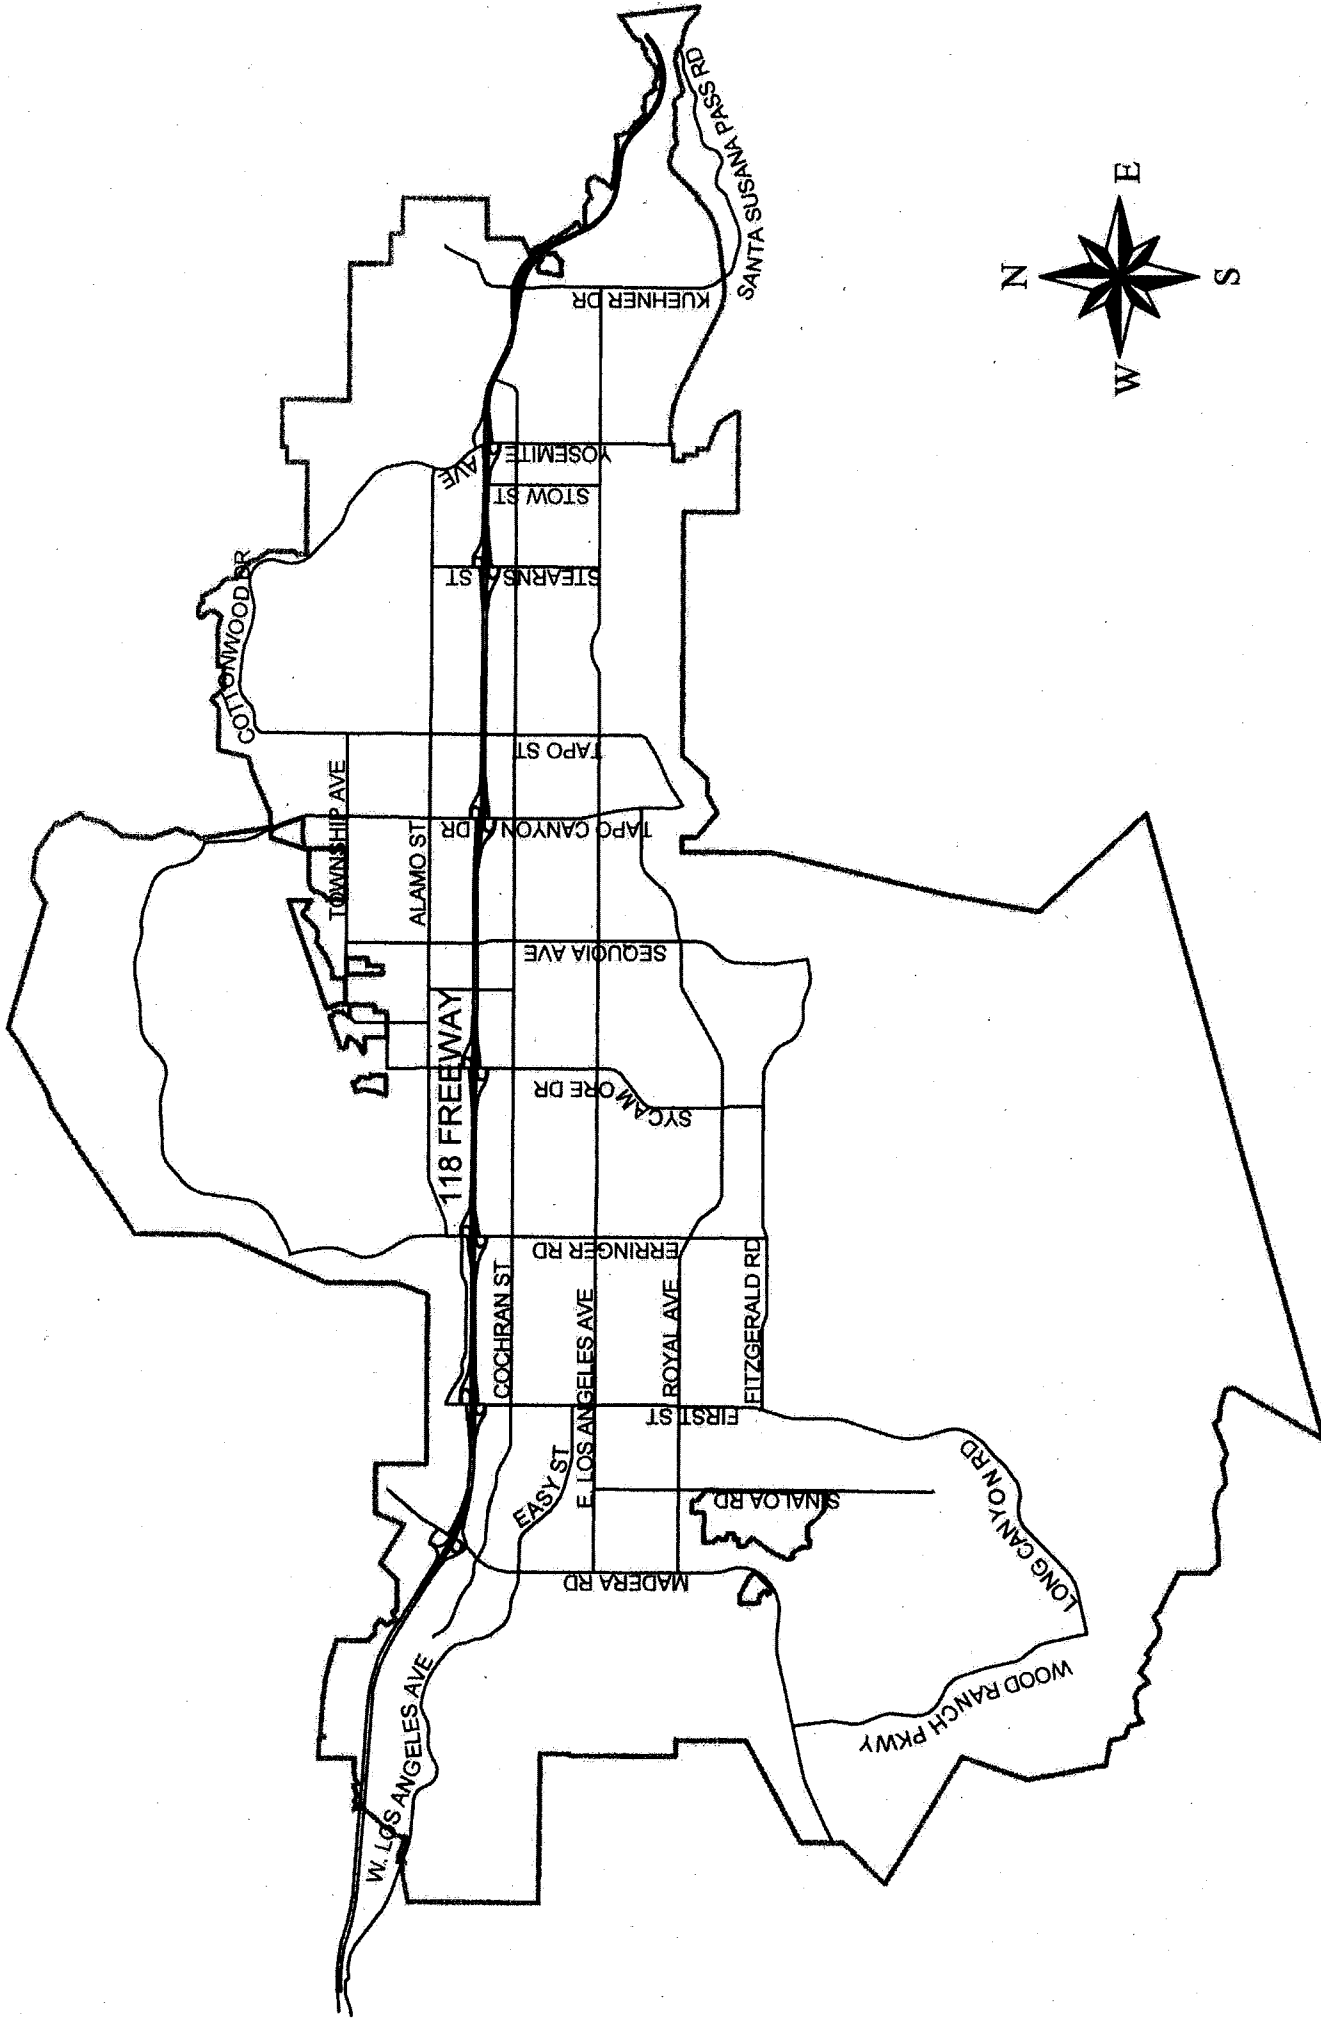 COTTONWOOD DR
TOWNSHIP AVE
ALAMO ST
118 FREEWAY
COCHRAN ST
E. LOS ANGELES AVE
EASY ST
ROYAL AVE
FITZGERALD RD
W. LOS ANGELES AVE
MADERA RD
SINALOA RD
FIRST ST
ERRINGER RD
SYCAMORE DR
SEQUOIA AVE
TAPO CANYON DR
TAPO ST
STEARNS ST
STOW ST
YOSEMITE AVE
KUEHNER DR
SANTA SUSANA PASS RD
LONG CANYON RD
WOOD RANCH PKWY
N
W
E
S